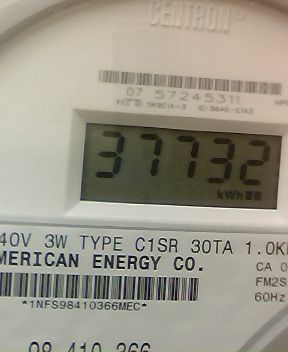 CENTRON
07 57245311
37732
kWh
40V 3W TYPE C1SR 30TA 1.0K
MERICAN ENERGY CO.
CA 0
FM2S
*1NFS98410366MEC*
60Hz
98 410 366